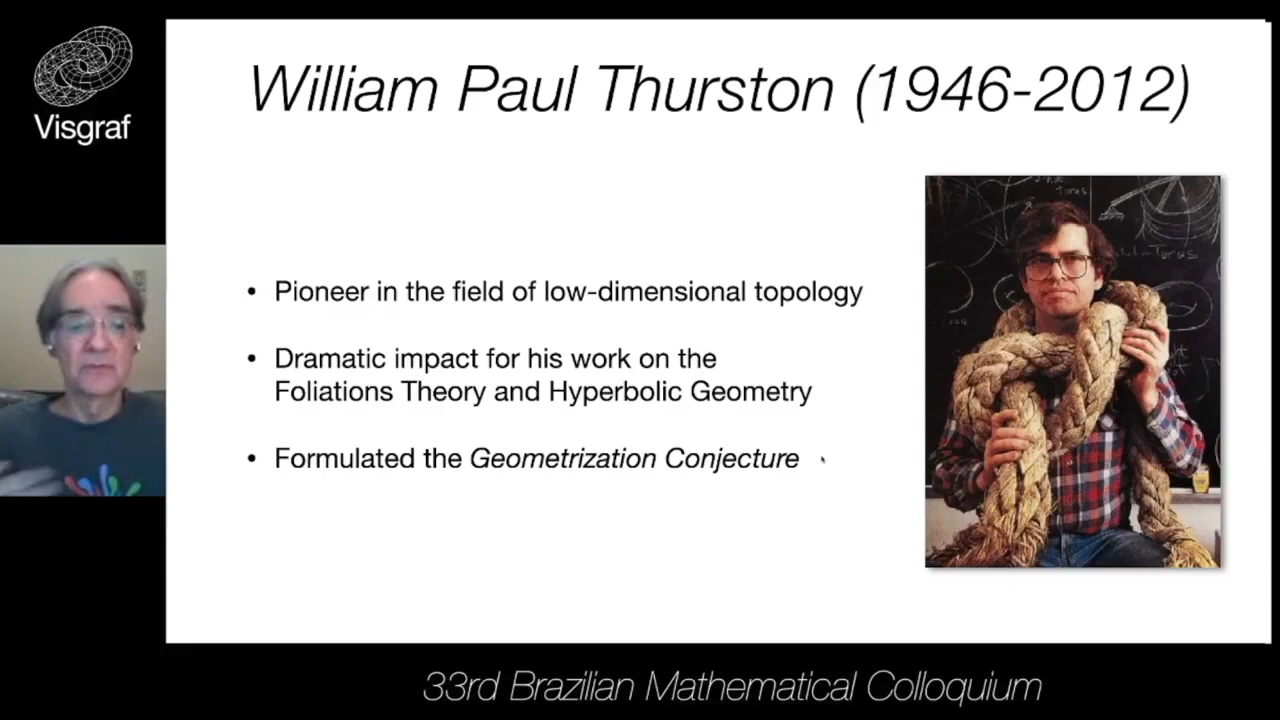 Visgraf
William Paul Thurston (1946-2012)
• Pioneer in the field of low-dimensional topology
• Dramatic impact for his work on the
Foliations Theory and Hyperbolic Geometry
• Formulated the Geometrization Conjecture
Torus
33rd Brazilian Mathematical Colloquium